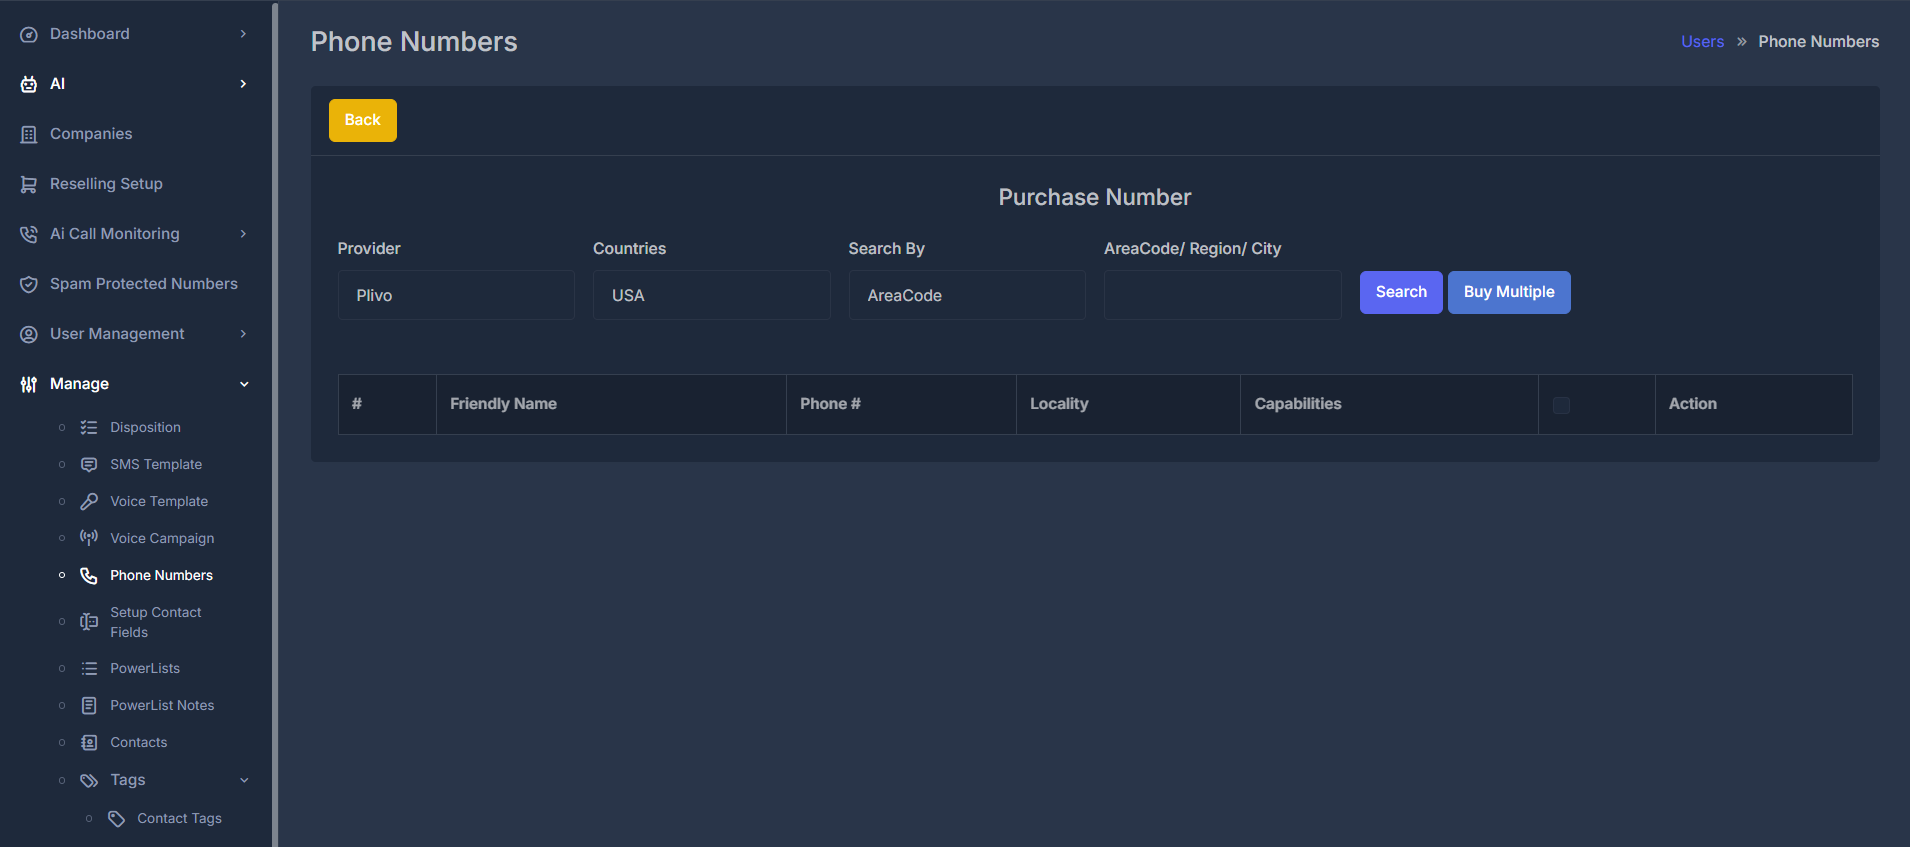 Dashboard
AI
Companies
Reselling Setup
Ai Call Monitoring
Spam Protected Numbers
User Management
Manage
Disposition
SMS Template
Voice Template
Voice Campaign
Phone Numbers
Setup Contact
Fields
PowerLists
PowerList Notes
Contacts
Tags
Contact Tags
Phone Numbers
Users » Phone Numbers
Back
Purchase Number
Provider Countries Search By AreaCode/ Region/ City
Plivo USA AreaCode Search Buy Multiple
# Friendly Name Phone # Locality Capabilities Action